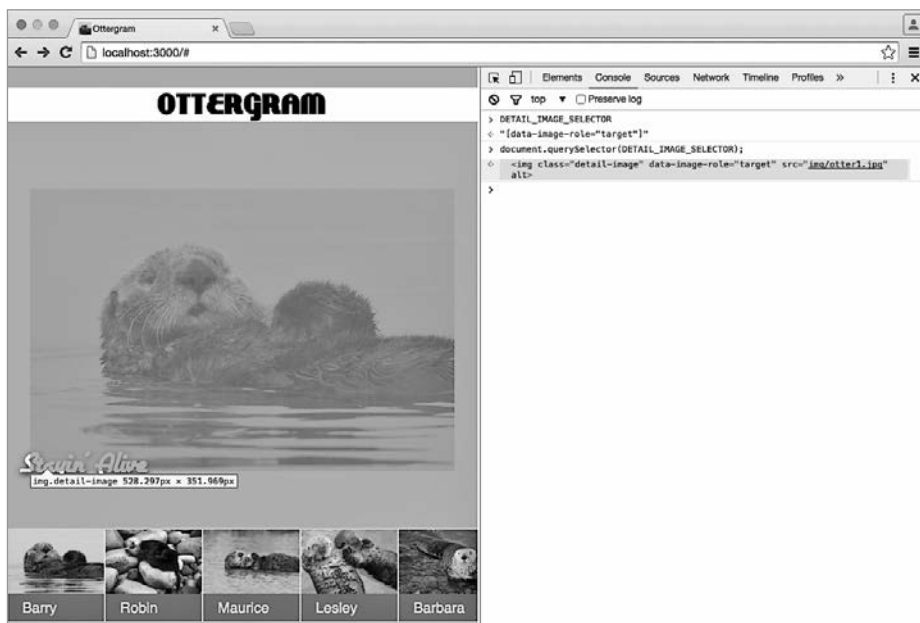 Ottergram
localhost:3000/#
OTTERGRAM
Stayin' Alive
img.detail-image 528.297px × 351.969px
Barry
Robin
Maurice
Lesley
Barbara
Elements Console Sources Network Timeline Profiles »
top ▼ Preserve log
> DETAIL_IMAGE_SELECTOR
"[data-image-role="target"]"
> document.querySelector(DETAIL_IMAGE_SELECTOR);
<img class="detail-image" data-image-role="target" src="img/otter1.jpg"
alt>
>